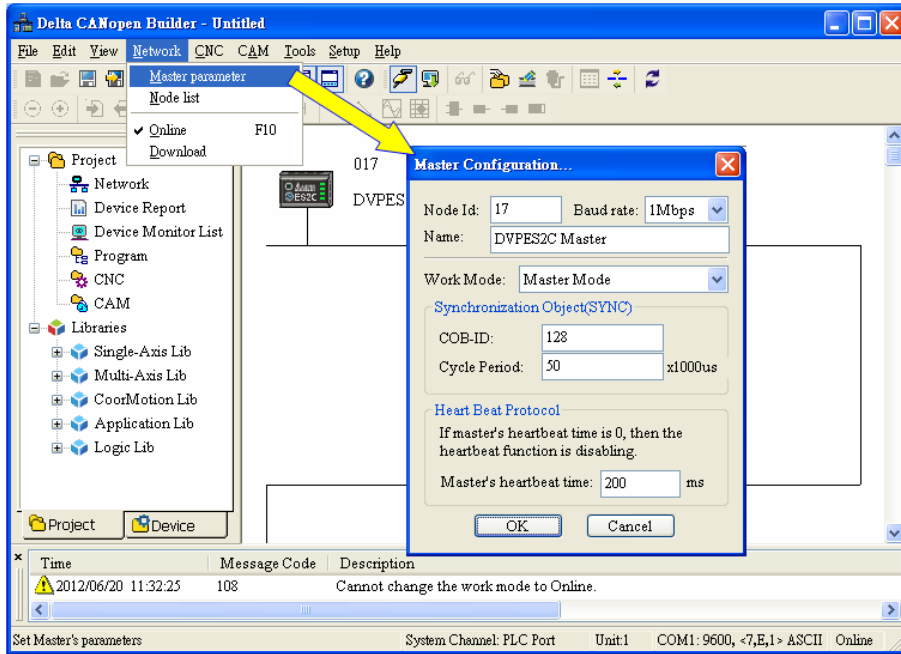 Delta CANopen Builder - Untitled
File Edit View Network CNC CAM Tools Setup Help
Master parameter
Node list
Online F10
Download
Project
Network
Device Report
Device Monitor List
Program
CNC
CAM
Libraries
Single-Axis Lib
Multi-Axis Lib
CoorMotion Lib
Application Lib
Logic Lib
Project Device
017
ES2C
DVPES
Master Configuration...
Node Id: 17 Baud rate: 1Mbps
Name: DVPES2C Master
Work Mode: Master Mode
Synchronization Object(SYNC)
COB-ID: 128
Cycle Period: 50 x1000us
Heart Beat Protocol
If master's heartbeat time is 0, then the
heartbeat function is disabling.
Master's heartbeat time: 200 ms
OK Cancel
Time Message Code Description
2012/06/20 11:32:25 108 Cannot change the work mode to Online.
Set Master's parameters System Channel: PLC Port Unit:1 COM1: 9600, <7,E,1> ASCII Online